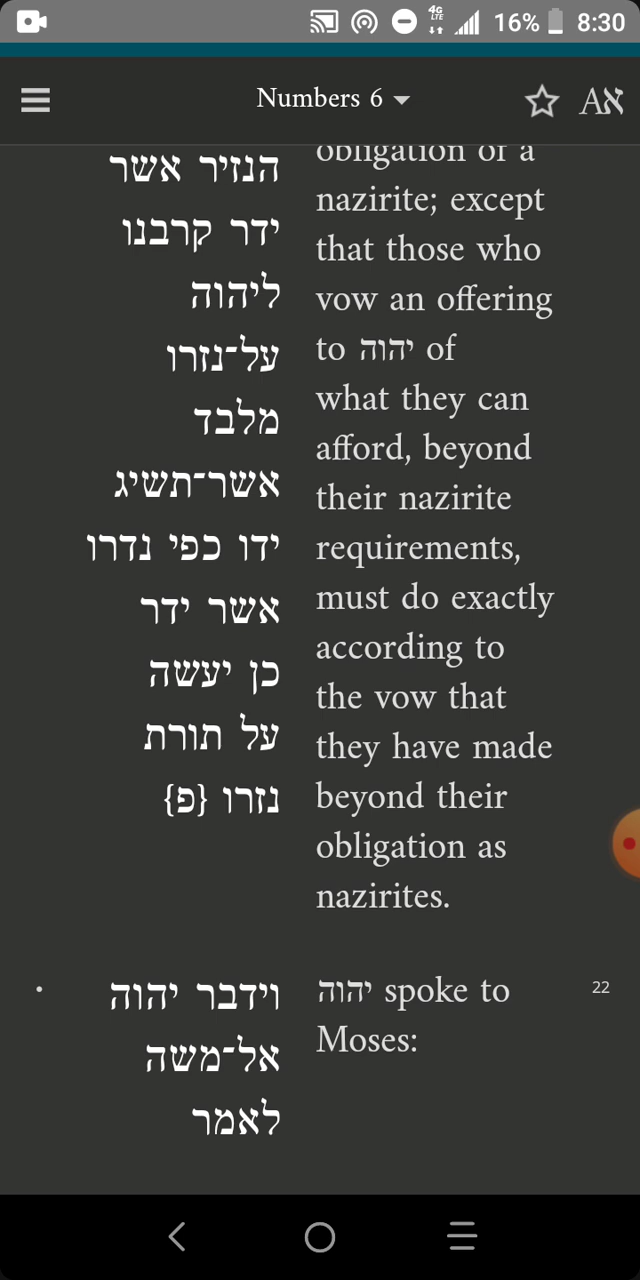 4G
LTE
16%
8:30
Numbers 6
Aא
הנזיר אשר
ידר קרבנו
ליהוה
על־נזרו
מלבד
אשר־תשיג
ידו כפי נדרו
אשר ידר
כן יעשה
על תורת
נזרו {פ}
obligation of a
nazirite; except
that those who
vow an offering
to יהוה of
what they can
afford, beyond
their nazirite
requirements,
must do exactly
according to
the vow that
they have made
beyond their
obligation as
nazirites.
וידבר יהוה
אל־משה
לאמר
יהוה spoke to
Moses:
22